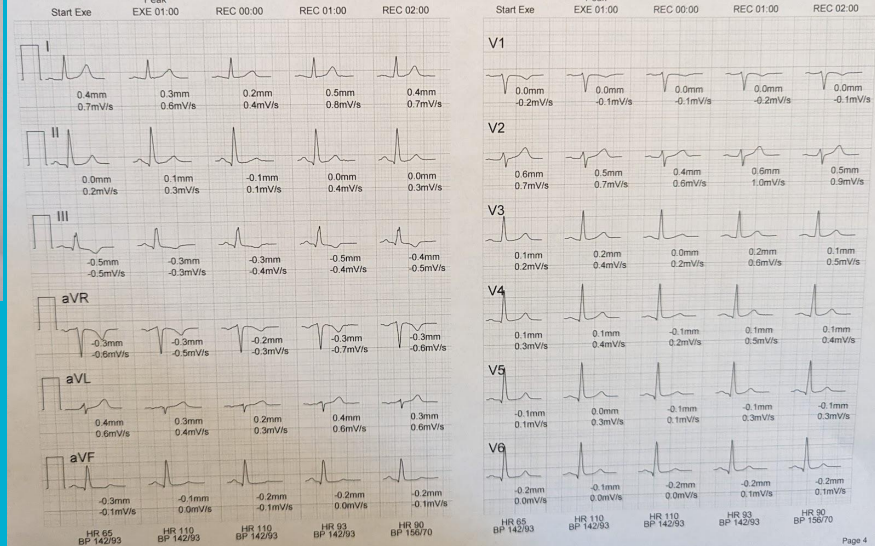 Peak
Start Exe EXE 01:00 REC 00:00 REC 01:00 REC 02:00
I
0.4mm 0.3mm 0.2mm 0.5mm 0.4mm
0.7mV/s 0.6mV/s 0.4mV/s 0.8mV/s 0.7mV/s
II
0.0mm 0.1mm -0.1mm 0.0mm 0.0mm
0.2mV/s 0.3mV/s 0.1mV/s 0.4mV/s 0.3mV/s
III
-0.5mm -0.3mm -0.3mm -0.5mm -0.4mm
-0.5mV/s -0.3mV/s -0.4mV/s -0.4mV/s -0.5mV/s
aVR
-0.3mm -0.3mm -0.2mm -0.3mm -0.3mm
-0.6mV/s -0.5mV/s -0.3mV/s -0.7mV/s -0.6mV/s
aVL
0.4mm 0.3mm 0.2mm 0.4mm 0.3mm
0.6mV/s 0.4mV/s 0.3mV/s 0.6mV/s 0.6mV/s
aVF
-0.3mm -0.1mm -0.2mm -0.2mm -0.2mm
-0.1mV/s 0.0mV/s -0.1mV/s 0.0mV/s -0.1mV/s
HR 65 HR 110 HR 110 HR 93 HR 90
BP 142/93 BP 142/93 BP 142/93 BP 142/93 BP 156/70
Peak
Start Exe EXE 01:00 REC 00:00 REC 01:00 REC 02:00
V1
0.0mm 0.0mm 0.0mm 0.0mm 0.0mm
-0.2mV/s -0.1mV/s -0.1mV/s -0.2mV/s -0.1mV/s
V2
0.6mm 0.5mm 0.4mm 0.6mm 0.5mm
0.7mV/s 0.7mV/s 0.6mV/s 1.0mV/s 0.9mV/s
V3
0.1mm 0.2mm 0.0mm 0.2mm 0.1mm
0.2mV/s 0.4mV/s 0.2mV/s 0.6mV/s 0.5mV/s
V4
0.1mm 0.1mm -0.1mm 0.1mm 0.1mm
0.3mV/s 0.4mV/s 0.2mV/s 0.5mV/s 0.4mV/s
V5
-0.1mm 0.0mm -0.1mm -0.1mm -0.1mm
0.1mV/s 0.3mV/s 0.1mV/s 0.3mV/s 0.3mV/s
V6
-0.2mm -0.1mm -0.2mm -0.2mm -0.2mm
0.0mV/s 0.0mV/s 0.0mV/s 0.1mV/s 0.1mV/s
HR 65 HR 110 HR 110 HR 93 HR 90
BP 142/93 BP 142/93 BP 142/93 BP 142/93 BP 156/70
Page 4